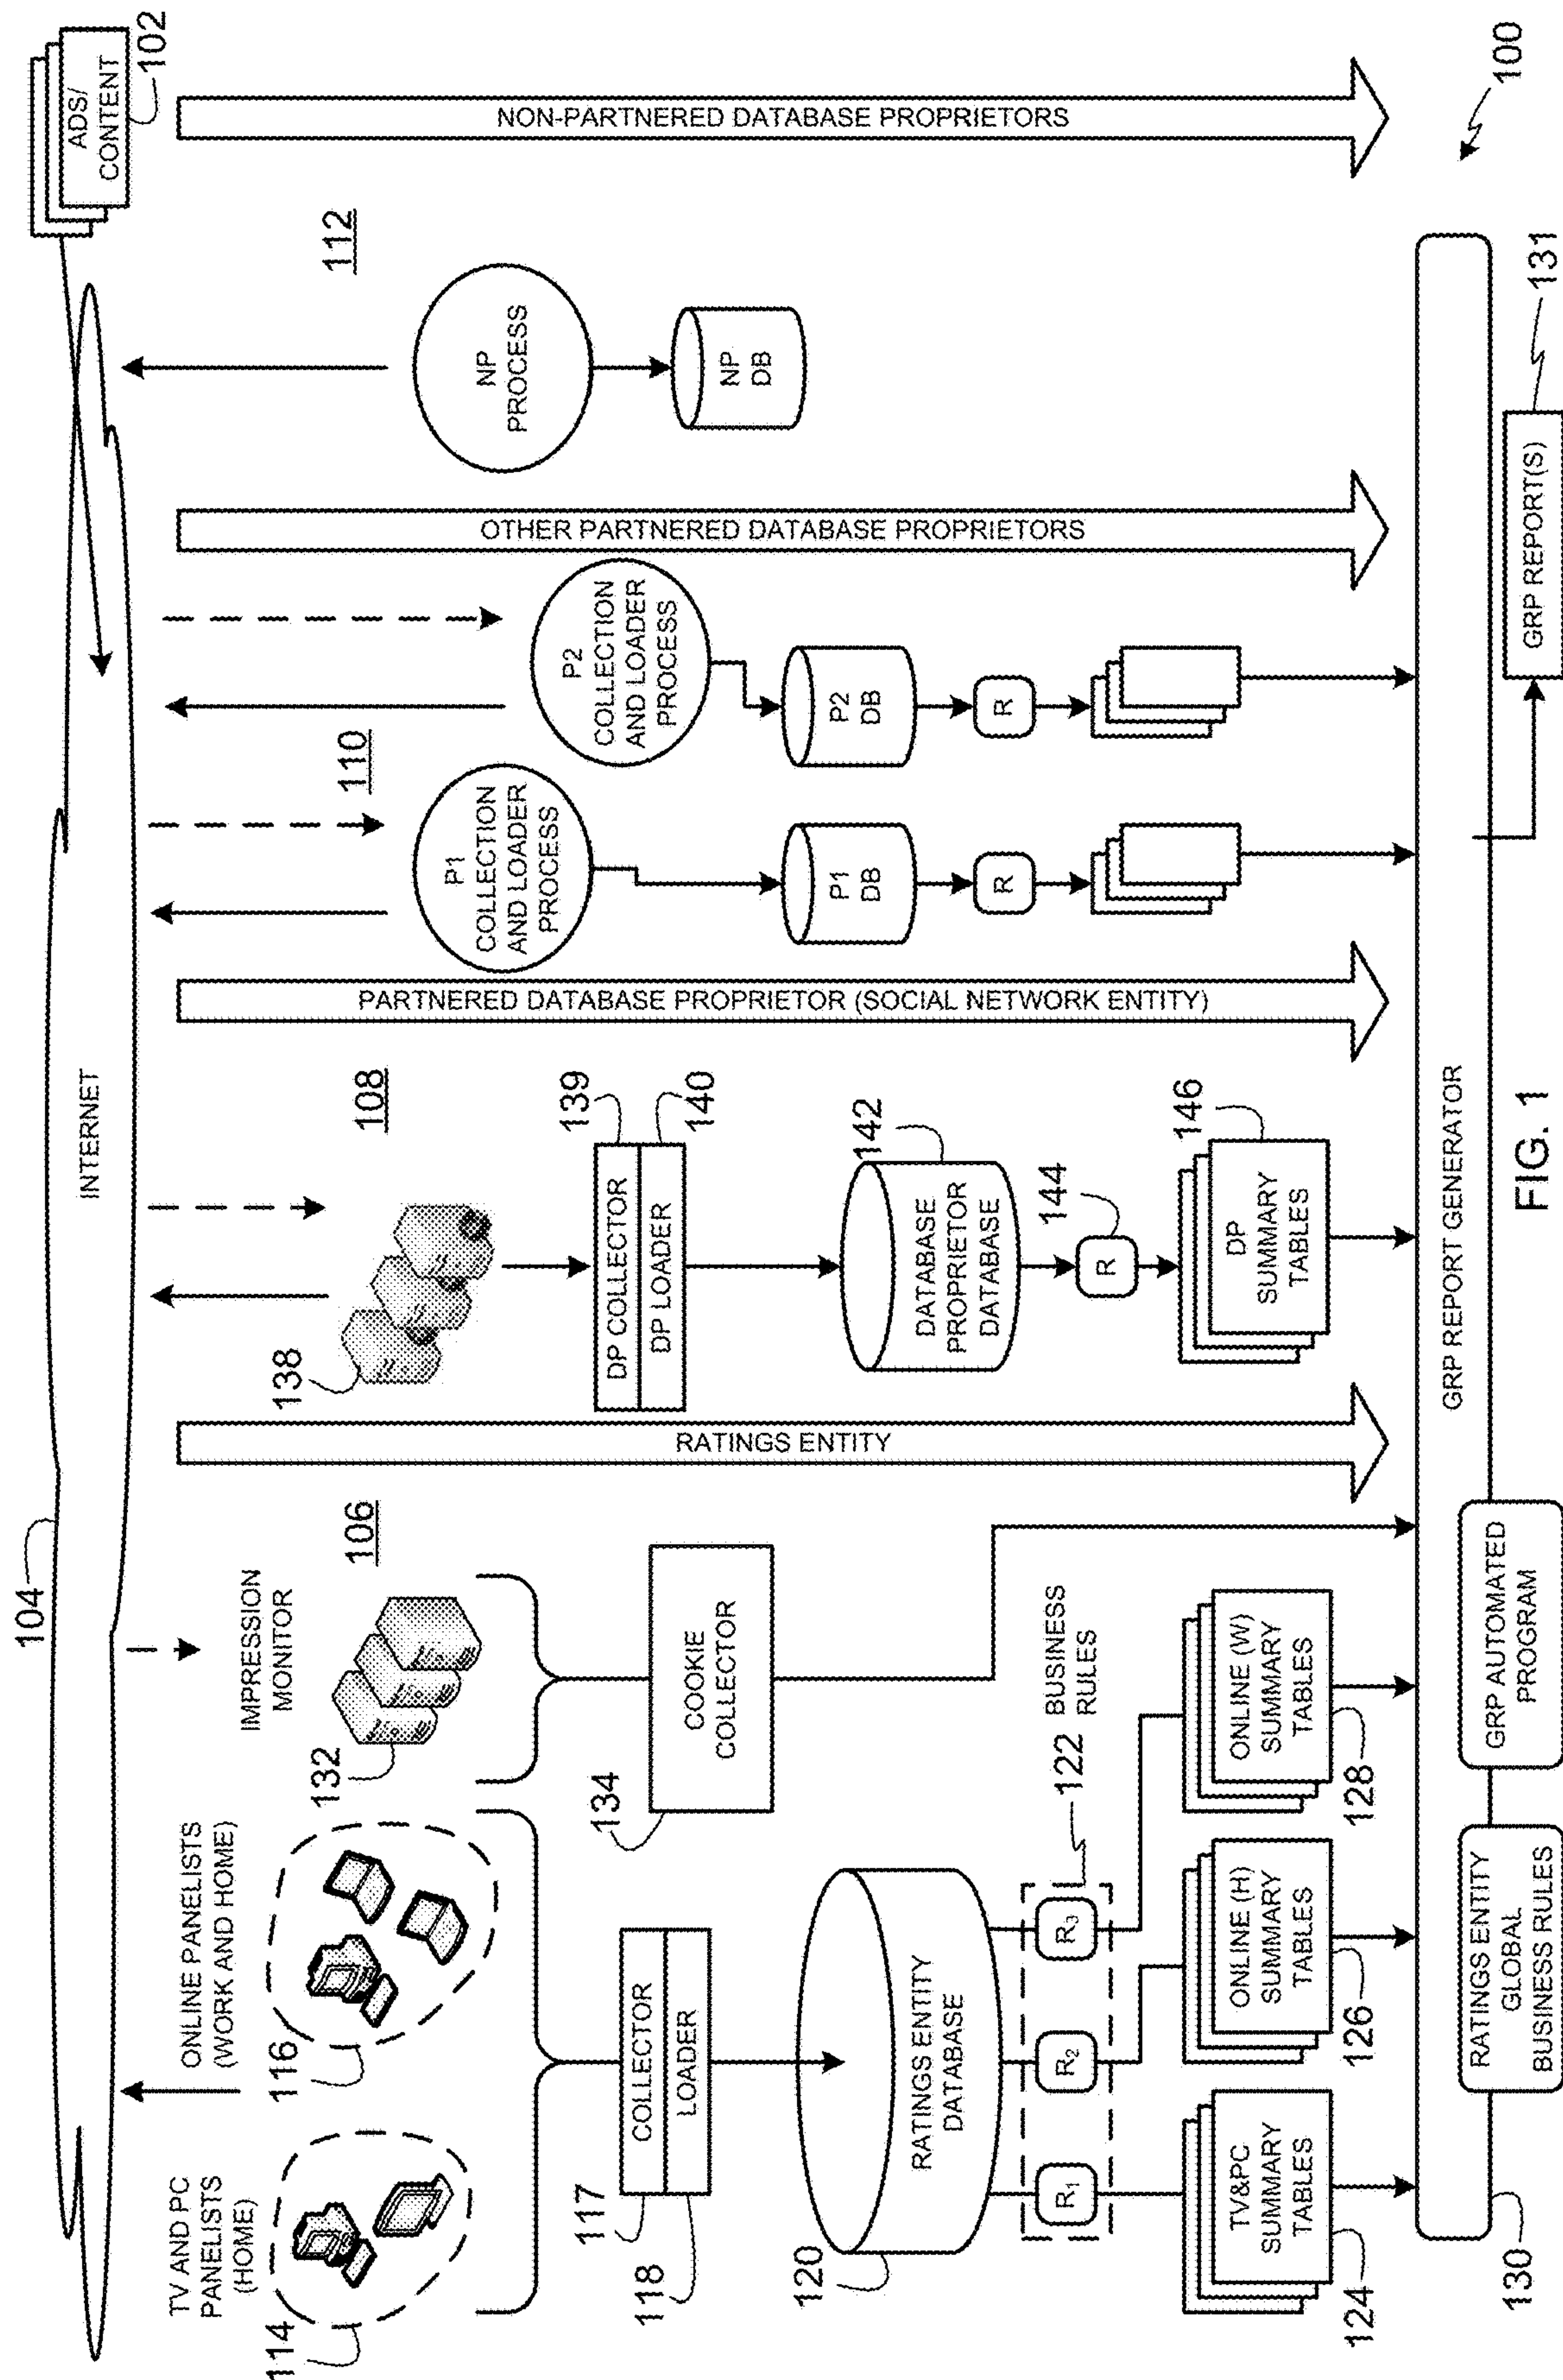 ADS/
CONTENT
102
104
INTERNET
TV AND PC
PANELISTS
(HOME)
114
ONLINE PANELISTS
(WORK AND HOME)
116
IMPRESSION
MONITOR
132
106
COLLECTOR
LOADER
117
118
COOKIE
COLLECTOR
134
RATINGS ENTITY
DATABASE
120
R1
R2
R3
122
BUSINESS
RULES
TV&PC
SUMMARY
TABLES
124
ONLINE (H)
SUMMARY
TABLES
126
ONLINE (W)
SUMMARY
TABLES
128
RATINGS ENTITY
138
108
DP COLLECTOR
DP LOADER
139
140
DATABASE
PROPRIETOR
DATABASE
142
R
144
DP
SUMMARY
TABLES
146
PARTNERED DATABASE PROPRIETOR (SOCIAL NETWORK ENTITY)
110
P1
COLLECTION
AND LOADER
PROCESS
P1
DB
R
P2
COLLECTION
AND LOADER
PROCESS
P2
DB
R
OTHER PARTNERED DATABASE PROPRIETORS
112
NP
PROCESS
NP
DB
NON-PARTNERED DATABASE PROPRIETORS
100
GRP REPORT GENERATOR
130
RATINGS ENTITY
GLOBAL
BUSINESS RULES
GRP AUTOMATED
PROGRAM
GRP REPORT(S)
131
FIG. 1